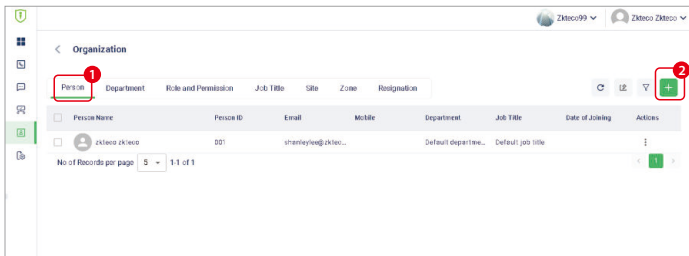 Zkteco99 Zkteco Zkteco
< Organization
1 2
Person Department Role and Permission Job Title Site Zone Resignation
Person Name Person ID Email Mobile Department Job Title Date of Joining Actions
zkteco zkteco 001 shanleylee@zktec... Default departme... Default job title
No of Records per page 5 1-1 of 1 < 1 >